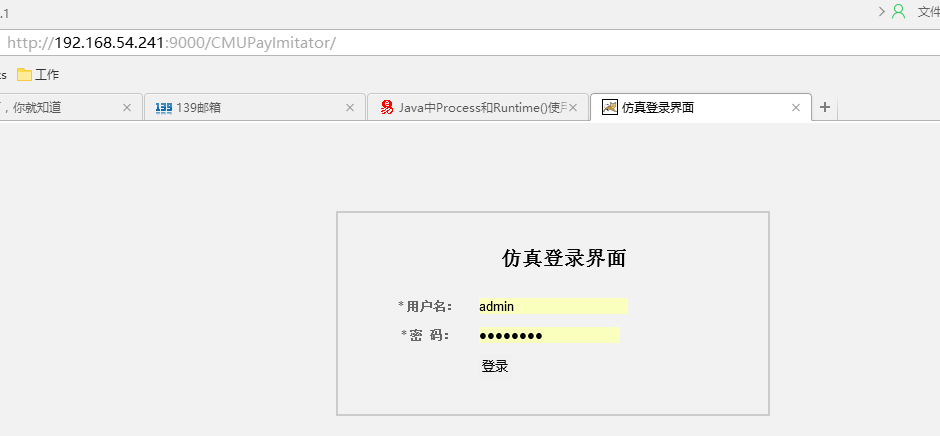 .1
文件
http://192.168.54.241:9000/CMUPayImitator/
ks 工作
，你就知道
139 139邮箱
Java中Process和Runtime()使用
仿真登录界面
仿真登录界面
*用户名： admin
*密 码： ●●●●●●●●
登录